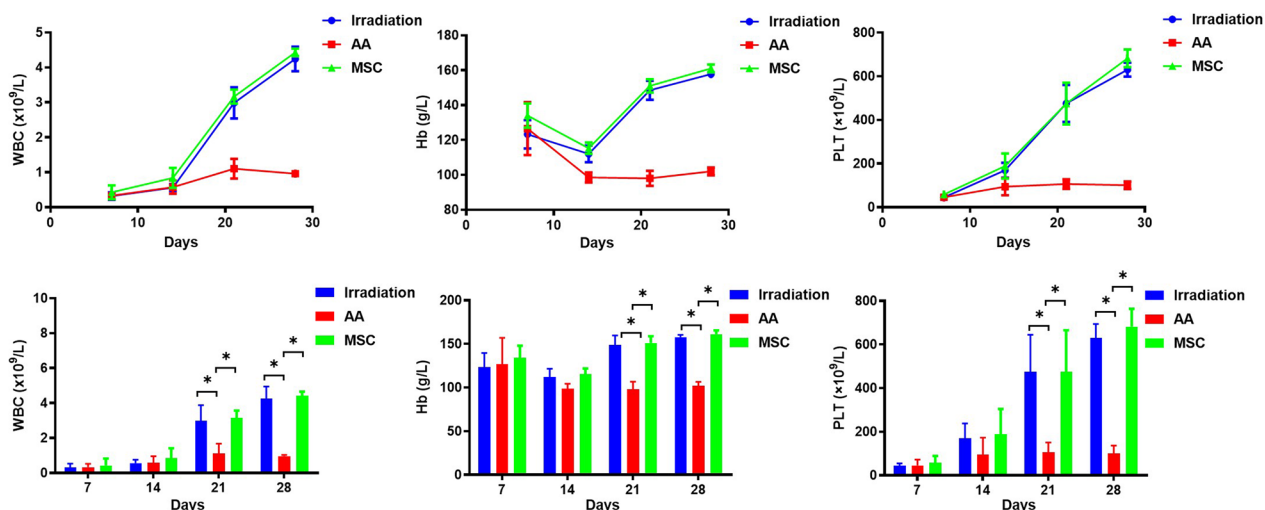 Irradiation
AA
MSC
WBC (x10⁹/L)
5
4
3
2
1
0
0 10 20 30
Days
Irradiation
AA
MSC
Hb (g/L)
180
160
140
120
100
80
0 10 20 30
Days
Irradiation
AA
MSC
PLT (×10⁹/L)
800
600
400
200
0
0 10 20 30
Days
Irradiation
AA
MSC
WBC (x10⁹/L)
10
8
6
4
2
0
* * * *
7 14 21 28
Days
Irradiation
AA
MSC
Hb (g/L)
200
150
100
50
0
* * * *
7 14 21 28
Days
Irradiation
AA
MSC
PLT (x10⁹/L)
800
600
400
200
0
* * * *
7 14 21 28
Days